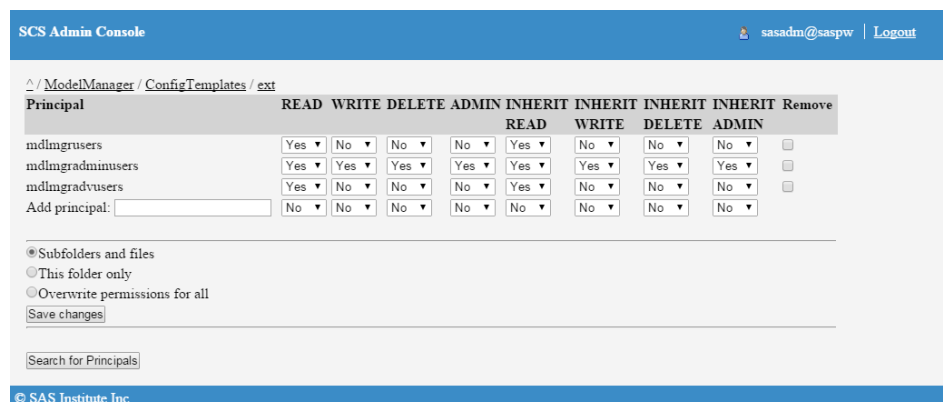 SCS Admin Console sasadm@saspw | Logout
^ / ModelManager / ConfigTemplates / ext
Principal READ WRITE DELETE ADMIN INHERIT INHERIT INHERIT INHERIT Remove
READ WRITE DELETE ADMIN
mdlmgrusers Yes No No No Yes No No No
mdlmgradminusers Yes Yes Yes Yes Yes Yes Yes Yes
mdlmgradvusers Yes No No No Yes No No No
Add principal: No No No No No No No No
Subfolders and files
This folder only
Overwrite permissions for all
Save changes
Search for Principals
© SAS Institute Inc